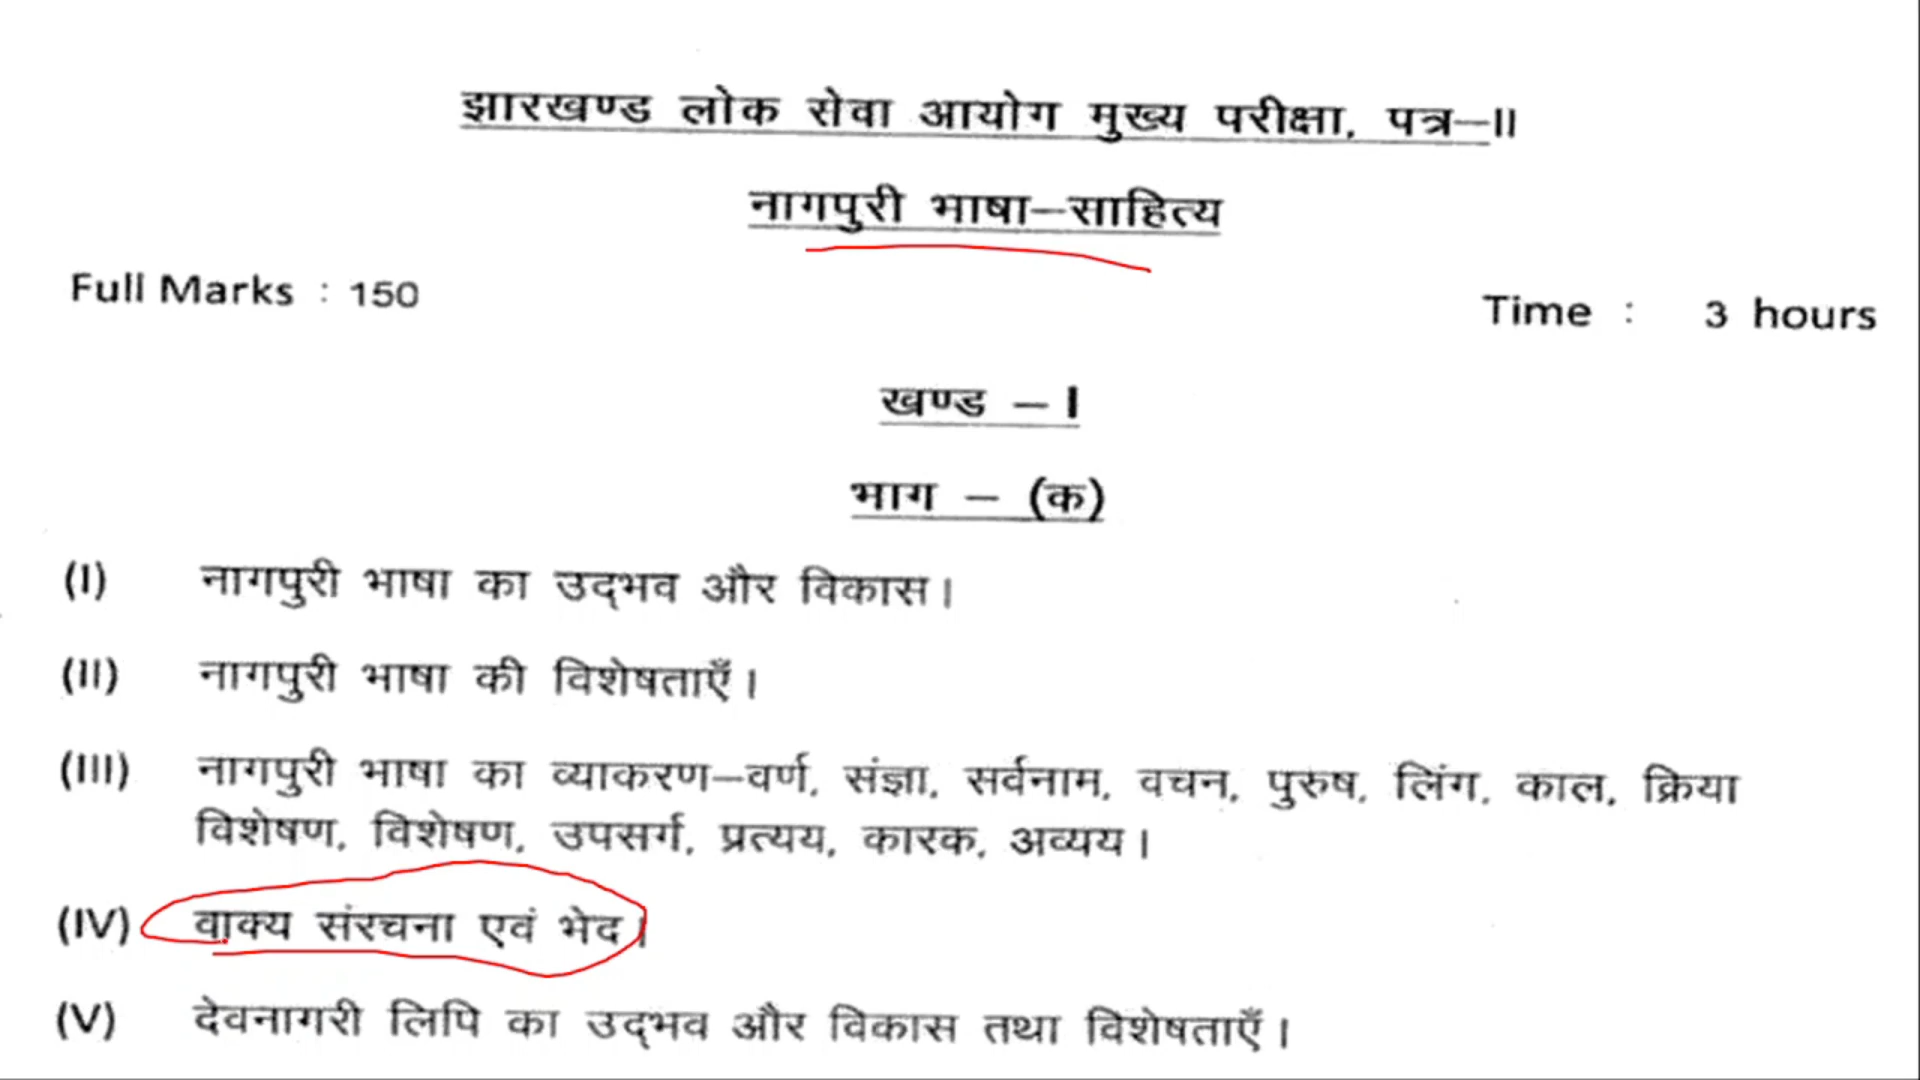 झारखण्ड लोक सेवा आयोग मुख्य परीक्षा, पत्र–II
नागपुरी भाषा–साहित्य
Full Marks : 150
Time : 3 hours
खण्ड – I
भाग – (क)
(I) नागपुरी भाषा का उद्‌भव और विकास।
(II) नागपुरी भाषा की विशेषताएँ।
(III) नागपुरी भाषा का व्याकरण–वर्ण, संज्ञा, सर्वनाम, वचन, पुरुष, लिंग, काल, क्रिया
विशेषण, विशेषण, उपसर्ग, प्रत्यय, कारक, अव्यय।
(IV) वाक्य संरचना एवं भेद।
(V) देवनागरी लिपि का उद्‌भव और विकास तथा विशेषताएँ।